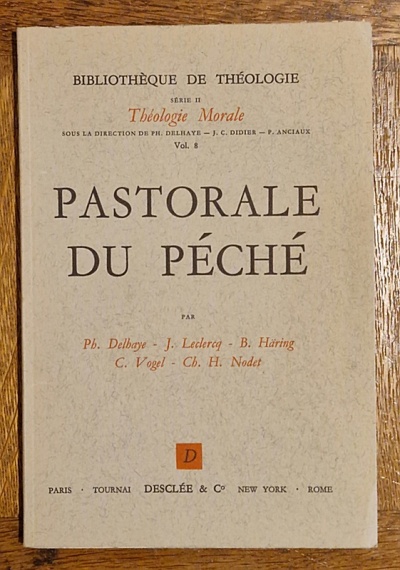 BIBLIOTHÈQUE DE THÉOLOGIE
SÉRIE II
Théologie Morale
SOUS LA DIRECTION DE PH. DELHAYE — J. C. DIDIER — P. ANCIAUX
Vol. 8
PASTORALE
DU PÉCHÉ
PAR
Ph. Delhaye - J. Leclercq - B. Häring
C. Vogel - Ch. H. Nodet
D
PARIS · TOURNAI DESCLÉE & Cº NEW YORK · ROME